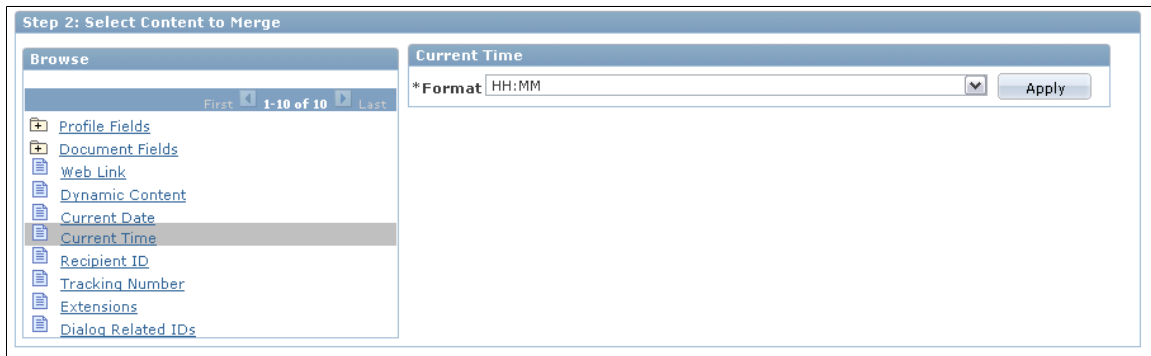 Step 2: Select Content to Merge
Browse
First 1-10 of 10 Last
Profile Fields
Document Fields
Web Link
Dynamic Content
Current Date
Current Time
Recipient ID
Tracking Number
Extensions
Dialog Related IDs
Current Time
*Format HH:MM Apply